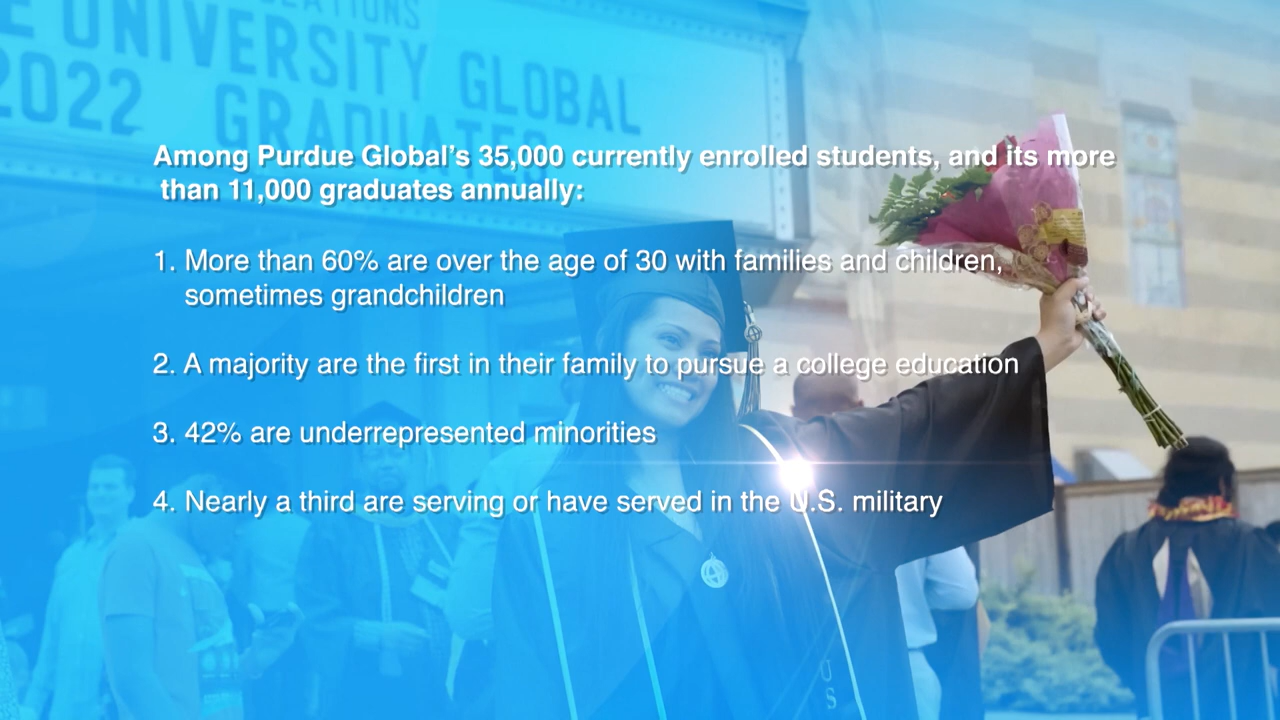 E UNIVERSITY GLOBAL
2022 GRADUATES
Among Purdue Global’s 35,000 currently enrolled students, and its more
than 11,000 graduates annually:
1. More than 60% are over the age of 30 with families and children,
sometimes grandchildren
2. A majority are the first in their family to pursue a college education
3. 42% are underrepresented minorities
4. Nearly a third are serving or have served in the U.S. military